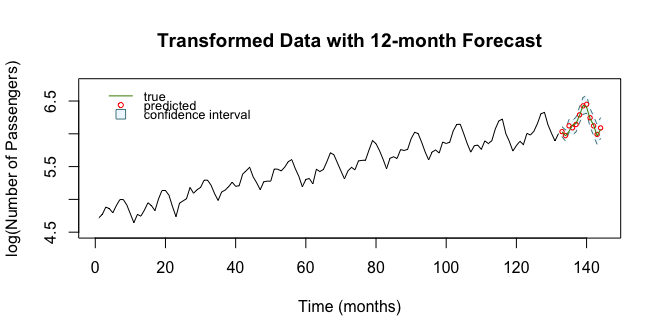 Transformed Data with 12-month Forecast
log(Number of Passengers)
6.5
5.5
4.5
true
predicted
confidence interval
0 20 40 60 80 100 120 140
Time (months)